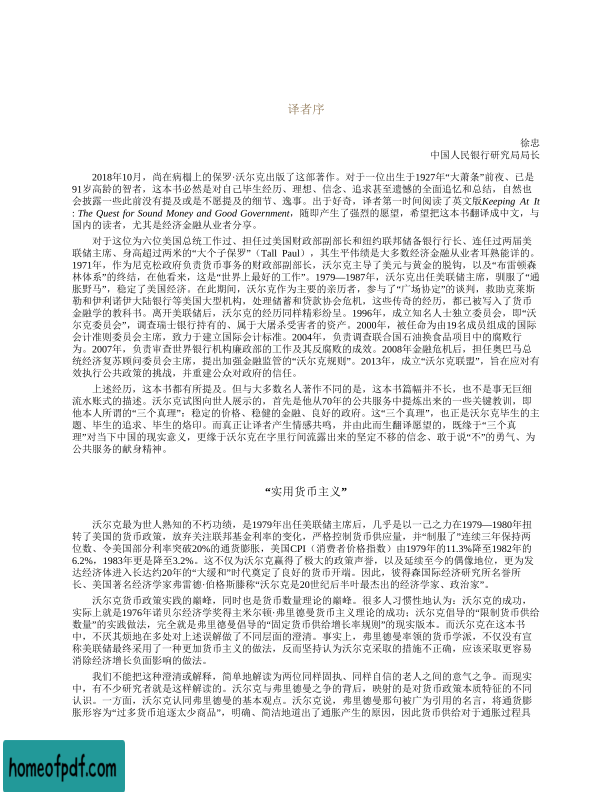 译者序
徐忠
中国人民银行研究局局长
2018年10月，尚在病榻上的保罗·沃尔克出版了这部著作。对于一位出生于1927年“大萧条”前夜、已是
91岁高龄的智者，这本书必然是对自己毕生经历、理想、信念、追求甚至遗憾的全面追忆和总结，自然也
会披露一些此前没有提及或是不愿提及的细节、逸事。出于好奇，译者第一时间阅读了英文版Keeping At It
: The Quest for Sound Money and Good Government，随即产生了强烈的愿望，希望把这本书翻译成中文，与
国内的读者，尤其是经济金融从业者分享。
对于这位为六位美国总统工作过、担任过美国财政部副部长和纽约联邦储备银行行长、连任过两届美
联储主席、身高超过两米的“大个子保罗”（Tall Paul），其生平伟绩是大多数经济金融从业者耳熟能详的。
1971年，作为尼克松政府负责货币事务的财政部副部长，沃尔克主导了美元与黄金的脱钩，以及“布雷顿森
林体系”的终结，在他看来，这是“世界上最好的工作”。1979—1987年，沃尔克出任美联储主席，驯服了“通
胀野马”，稳定了美国经济。在此期间，沃尔克作为主要的亲历者，参与了“广场协定”的谈判，救助克莱斯
勒和伊利诺伊大陆银行等美国大型机构，处理储蓄和贷款协会危机，这些传奇的经历，都已被写入了货币
金融学的教科书。离开美联储后，沃尔克的经历同样精彩纷呈。1996年，成立知名人士独立委员会，即“沃
尔克委员会”，调查瑞士银行持有的、属于大屠杀受害者的资产。2000年，被任命为由19名成员组成的国际
会计准则委员会主席，致力于建立国际会计标准。2004年，负责调查联合国石油换食品项目中的腐败行
为。2007年，负责审查世界银行机构廉政部的工作及其反腐败的成效。2008年金融危机后，担任奥巴马总
统经济复苏顾问委员会主席，提出加强金融监管的“沃尔克规则”。2013年，成立“沃尔克联盟”，旨在应对有
效执行公共政策的挑战，并重建公众对政府的信任。
上述经历，这本书都有所提及。但与大多数名人著作不同的是，这本书篇幅并不长，也不是事无巨细
流水账式的描述。沃尔克试图向世人展示的，首先是他从70年的公共服务中提炼出来的一些关键教训，即
他本人所谓的“三个真理”：稳定的价格、稳健的金融、良好的政府。这“三个真理”，也正是沃尔克毕生的主
题、毕生的追求、毕生的烙印。而真正让译者产生情感共鸣，并由此而生翻译愿望的，既缘于“三个真
理”对当下中国的现实意义，更缘于沃尔克在字里行间流露出来的坚定不移的信念、敢于说“不”的勇气、为
公共服务的献身精神。
“实用货币主义”
沃尔克最为世人熟知的不朽功绩，是1979年出任美联储主席后，几乎是以一己之力在1979—1980年扭
转了美国的货币政策，放弃关注联邦基金利率的变化，严格控制货币供应量，并“制服了”连续三年保持两
位数、令美国部分利率突破20%的通货膨胀，美国CPI（消费者价格指数）由1979年的11.3%降至1982年的
6.2%，1983年更是降至3.2%。这不仅为沃尔克赢得了极大的政策声誉，以及延续至今的偶像地位，更为发
达经济体进入长达约20年的“大缓和”时代奠定了良好的货币开端。因此，彼得森国际经济研究所名誉所
长、美国著名经济学家弗雷德·伯格斯滕称“沃尔克是20世纪后半叶最杰出的经济学家、政治家”。
沃尔克货币政策实践的巅峰，同时也是货币数量理论的巅峰。很多人习惯性地认为：沃尔克的成功，
实际上就是1976年诺贝尔经济学奖得主米尔顿·弗里德曼货币主义理论的成功；沃尔克倡导的“限制货币供给
数量”的实践做法，完全就是弗里德曼倡导的“固定货币供给增长率规则”的现实版本。而沃尔克在这本书
中，不厌其烦地在多处对上述误解做了不同层面的澄清。事实上，弗里德曼率领的货币学派，不仅没有宣
称美联储最终采用了一种更加货币主义的做法，反而坚持认为沃尔克采取的措施不正确，应该采取更容易
消除经济增长负面影响的做法。
我们不能把这种澄清或解释，简单地解读为两位同样固执、同样自信的老人之间的意气之争。而现实
中，有不少研究者就是这样解读的。沃尔克与弗里德曼之争的背后，映射的是对货币政策本质特征的不同
认识。一方面，沃尔克认同弗里德曼的基本观点。沃尔克说，弗里德曼那句被广为引用的名言，将通货膨
胀形容为“过多货币追逐太少商品”，明确、简洁地道出了通胀产生的原因，因此货币供给对于通胀过程具
homeofpdf.com